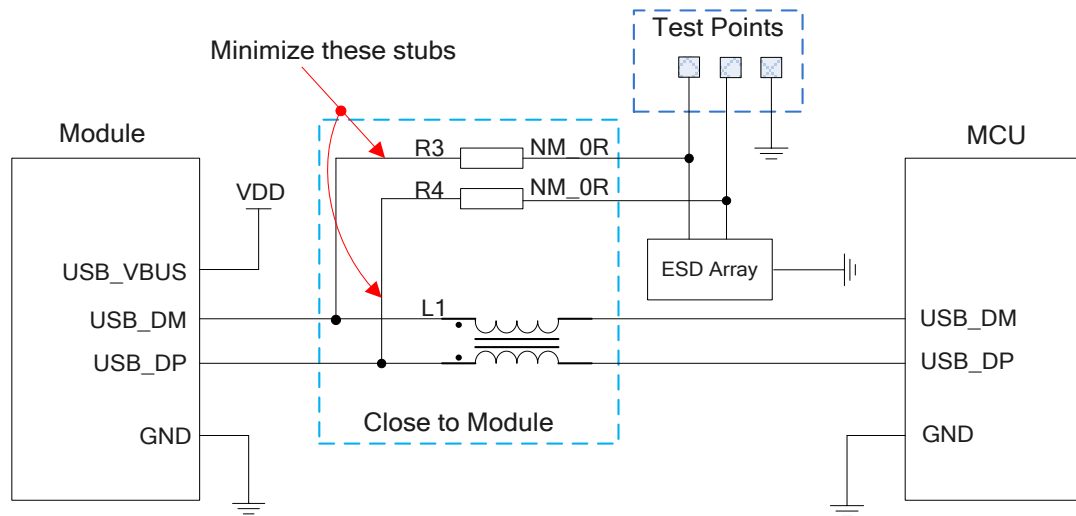 Test Points
Minimize these stubs
Module
MCU
R3
NM_0R
R4
NM_0R
VDD
ESD Array
USB_VBUS
L1
USB_DM
USB_DM
USB_DP
USB_DP
Close to Module
GND
GND